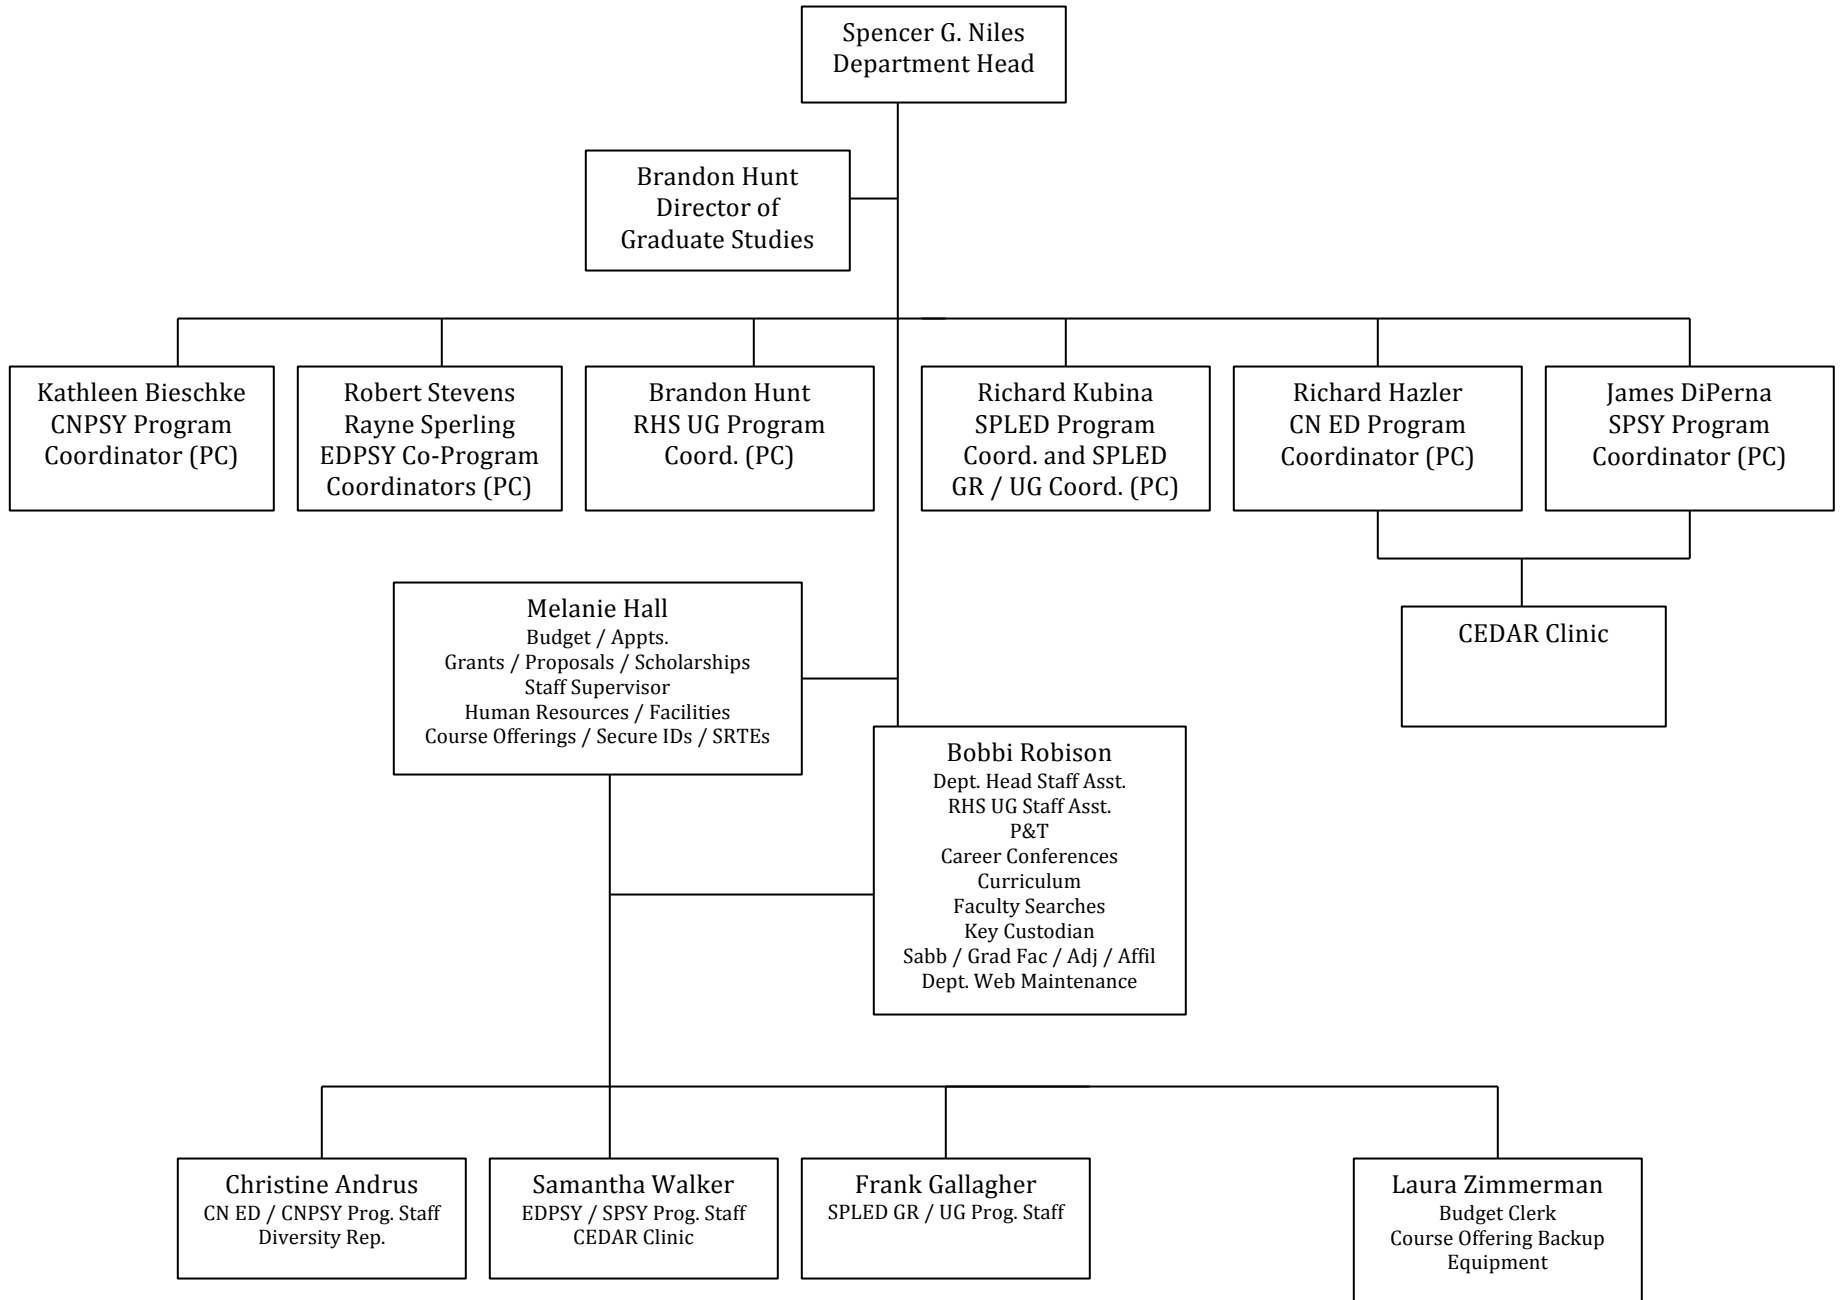 Spencer G. Niles
Department Head
Brandon Hunt
Director of
Graduate Studies
Kathleen Bieschke
CNPSY Program
Coordinator (PC)
Robert Stevens
Rayne Sperling
EDPSY Co-Program
Coordinators (PC)
Brandon Hunt
RHS UG Program
Coord. (PC)
Richard Kubina
SPLED Program
Coord. and SPLED
GR / UG Coord. (PC)
Richard Hazler
CN ED Program
Coordinator (PC)
James DiPerna
SPSY Program
Coordinator (PC)
Melanie Hall
Budget / Appts.
Grants / Proposals / Scholarships
Staff Supervisor
Human Resources / Facilities
Course Offerings / Secure IDs / SRTEs
CEDAR Clinic
Bobbi Robison
Dept. Head Staff Asst.
RHS UG Staff Asst.
P&T
Career Conferences
Curriculum
Faculty Searches
Key Custodian
Sabb / Grad Fac / Adj / Affil
Dept. Web Maintenance
Christine Andrus
CN ED / CNPSY Prog. Staff
Diversity Rep.
Samantha Walker
EDPSY / SPSY Prog. Staff
CEDAR Clinic
Frank Gallagher
SPLED GR / UG Prog. Staff
Laura Zimmerman
Budget Clerk
Course Offering Backup
Equipment